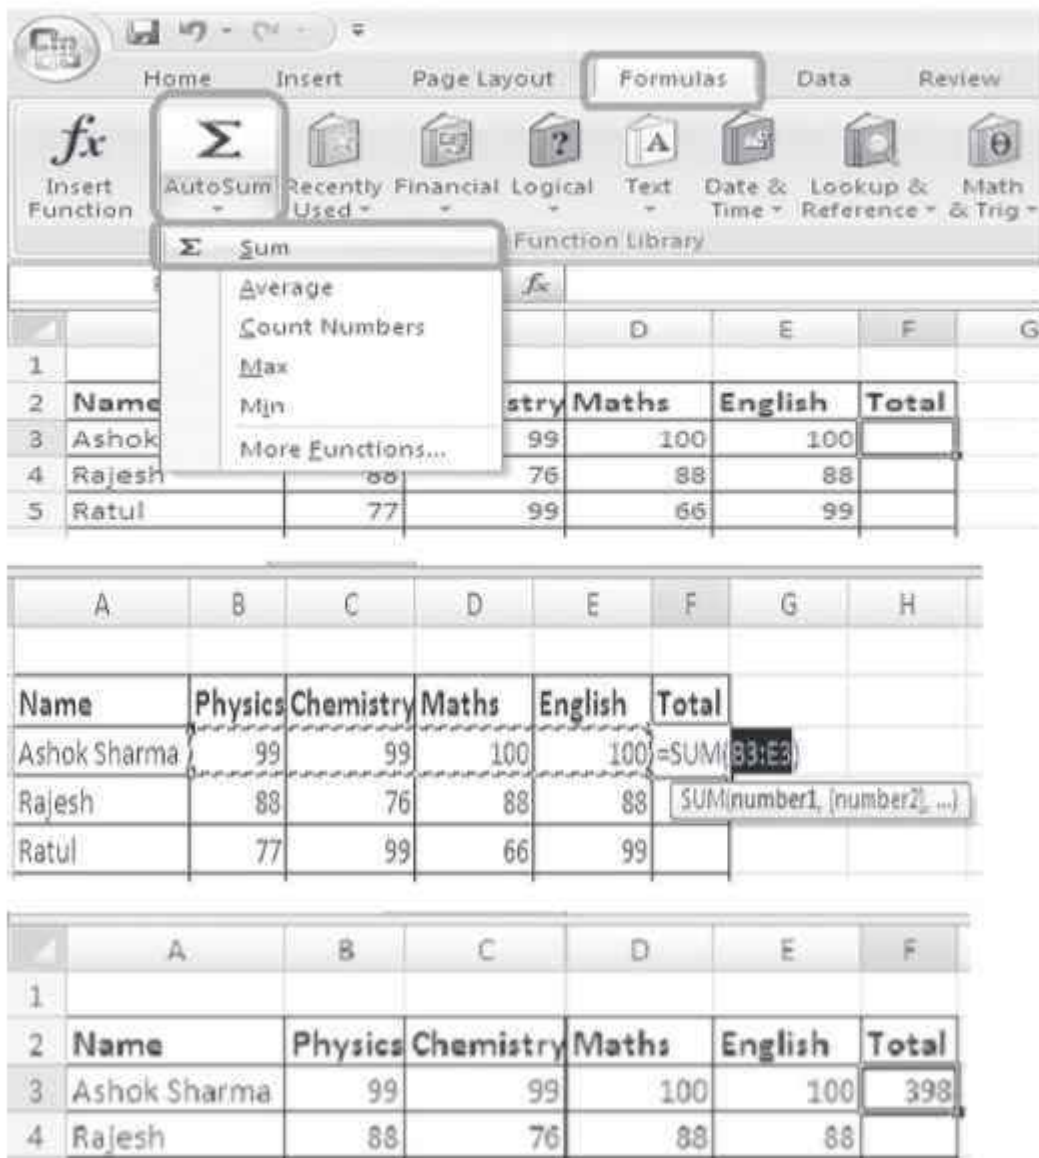 Home Insert Page Layout Formulas Data Review
fx Σ ? A θ
Insert AutoSum Recently Financial Logical Text Date & Lookup & Math
Function Used Time Reference & Trig
Function Library
Σ Sum
Average
Count Numbers
Max
Min
More Functions...
fx
D E F G
1
2 Name stry Maths English Total
3 Ashok 99 100 100
4 Rajesh 88 76 88 88
5 Ratul 77 99 66 99
A B C D E F G H
Name Physics Chemistry Maths English Total
Ashok Sharma 99 99 100 100 =SUM(B3:E3)
Rajesh 88 76 88 88 SUM(number1, [number2], ...)
Ratul 77 99 66 99
A B C D E F
1
2 Name Physics Chemistry Maths English Total
3 Ashok Sharma 99 99 100 100 398
4 Rajesh 88 76 88 88